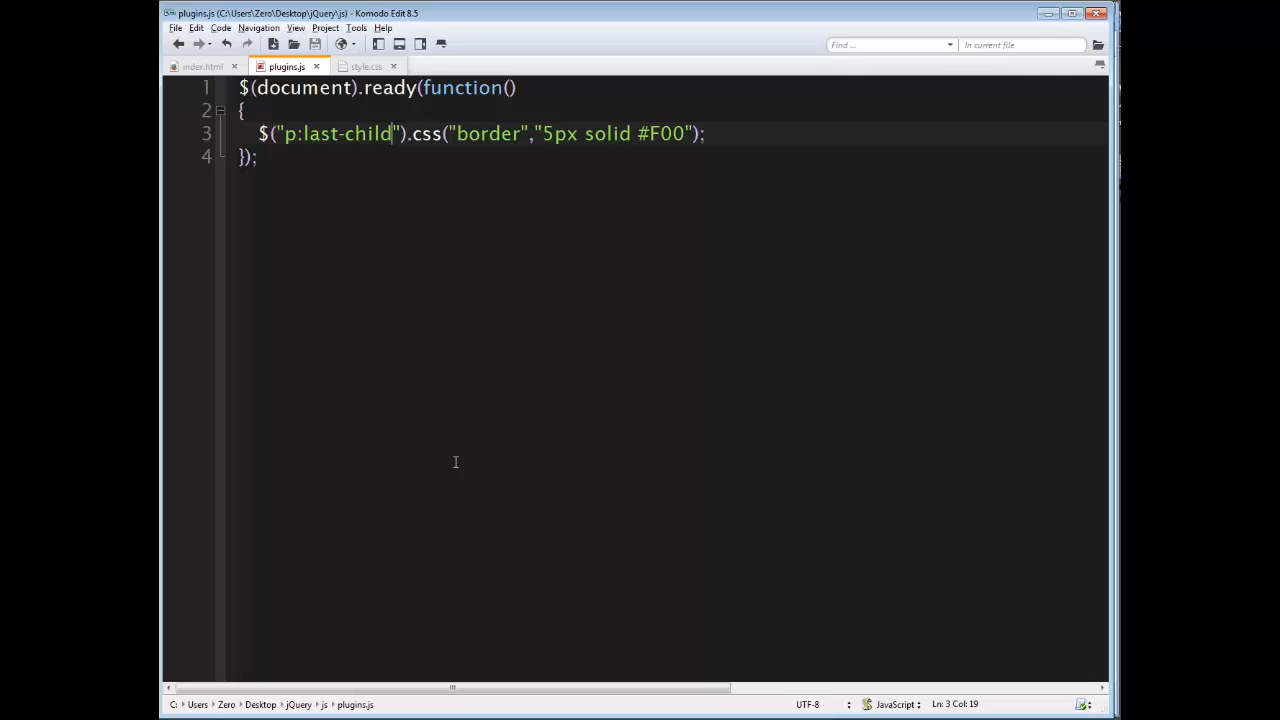 plugins.js (C:\Users\Zero\Desktop\jQuery\js) - Komodo Edit 8.5
File Edit Code Navigation View Project Tools Help
Find ... In current file
index.html plugins.js style.css
1 $(document).ready(function()
2 {
3 $("p:last-child").css("border","5px solid #F00");
4 });
C: Users Zero Desktop jQuery js plugins.js UTF-8 JavaScript Ln: 3 Col: 19